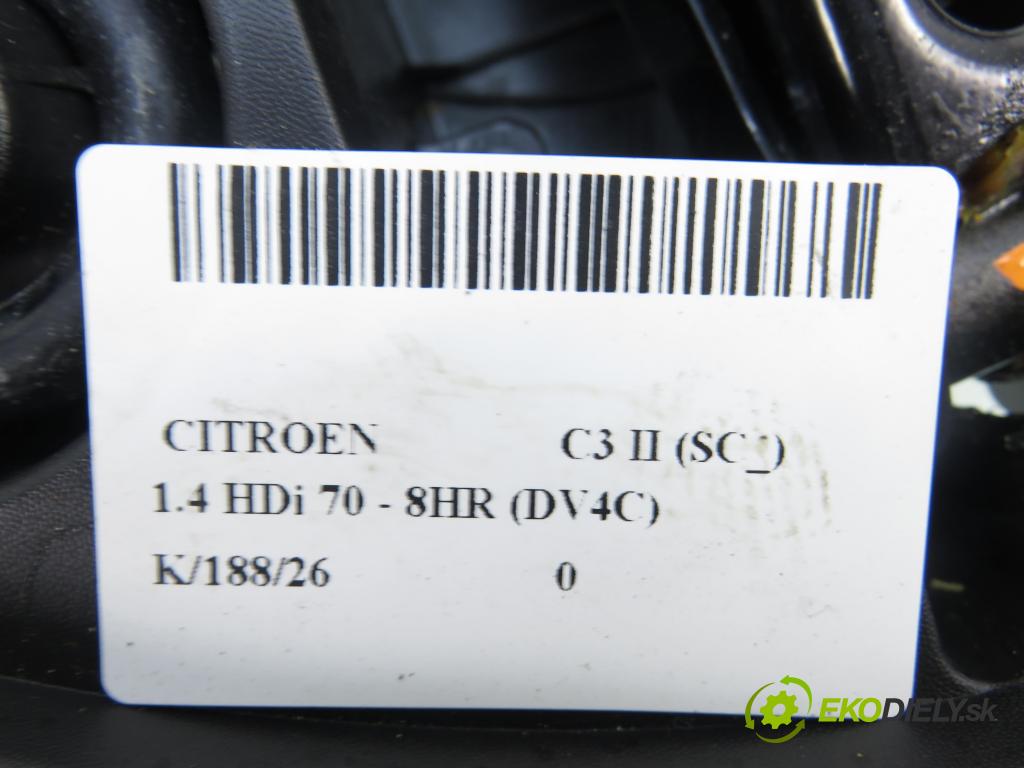 CITROEN C3 II (SC_)
1.4 HDi 70 - 8HR (DV4C)
K/188/26 0
EKODIELY.sk